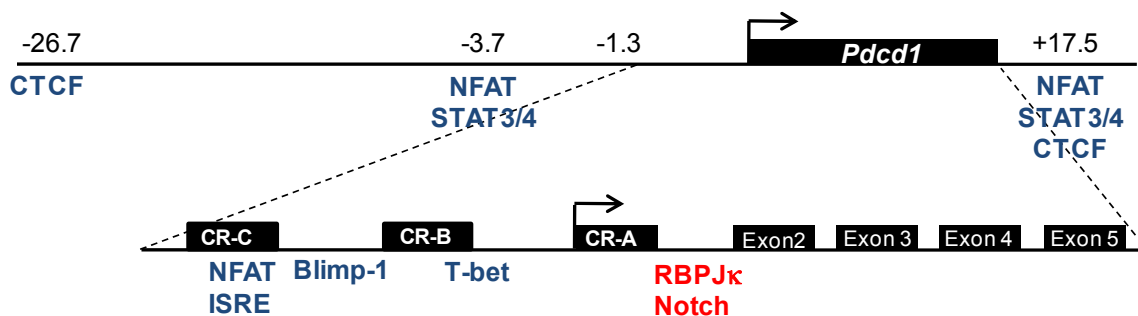 -26.7 -3.7 -1.3 Pdcd1 +17.5
CTCF NFAT NFAT
STAT3/4 STAT3/4
CTCF
CR-C CR-B CR-A Exon2 Exon 3 Exon 4 Exon 5
NFAT Blimp-1 T-bet RBPJκ
ISRE Notch